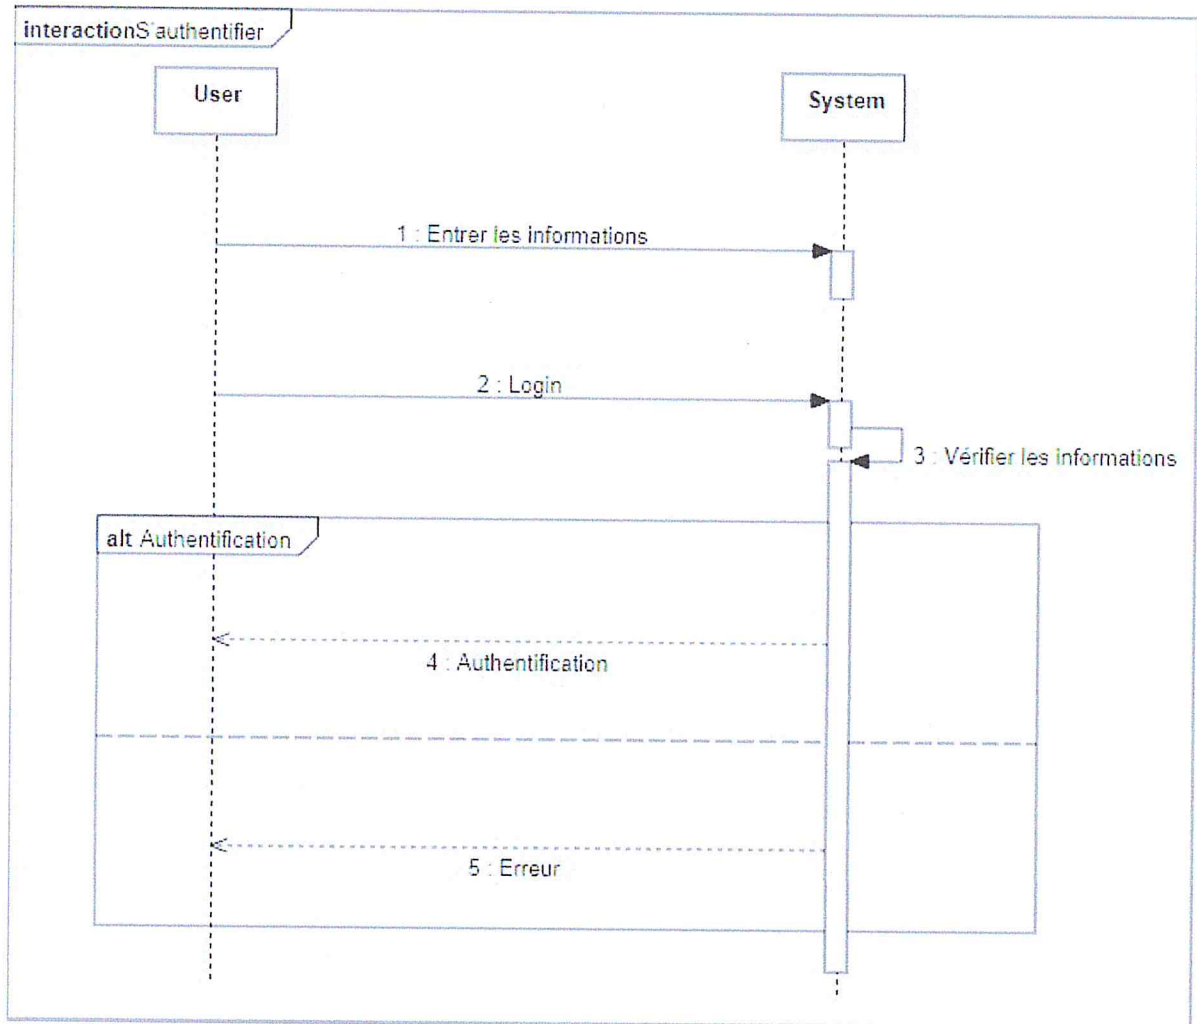 interactionS'authentifier
User
System
1 : Entrer les informations
2 : Login
3 : Vérifier les informations
alt Authentification
4 : Authentification
5 : Erreur